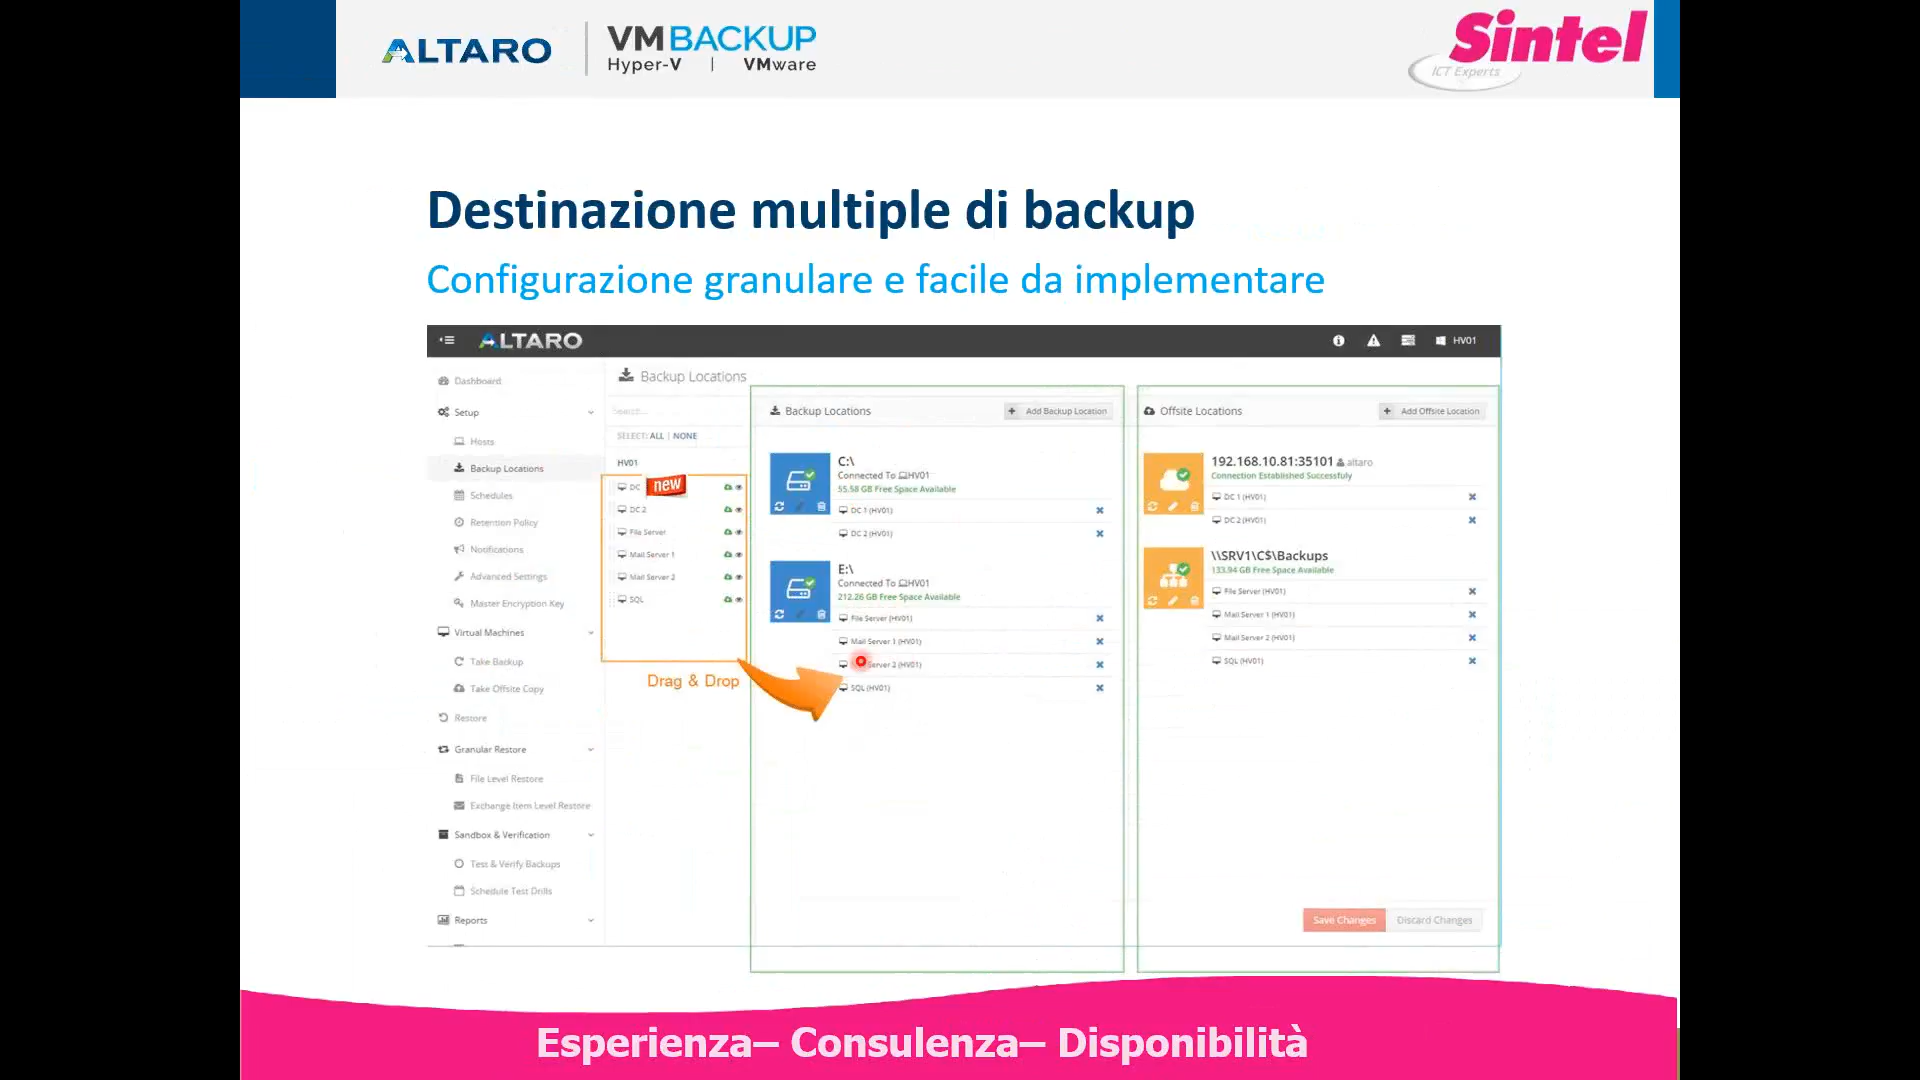 ALTARO
VM BACKUP
Hyper-V | VMware
Sintel
ICT Experts
Destinazione multiple di backup
Configurazione granulare e facile da implementare
ALTARO
HV01
Dashboard
Setup
Hosts
Backup Locations
Schedules
Retention Policy
Notifications
Advanced Settings
Master Encryption Key
Virtual Machines
Take Backup
Take Offsite Copy
Restore
Granular Restore
File Level Restore
Exchange Item Level Restore
Sandbox & Verification
Test & Verify Backups
Schedule Test Drills
Reports
Backup Locations
Search...
SELECT: ALL | NONE
HV01
DC
new
DC 2
File Server
Mail Server 1
Mail Server 2
SQL
Drag & Drop
Backup Locations
Add Backup Location
C:\
Connected To HV01
55.58 GB Free Space Available
DC 1 (HV01)
DC 2 (HV01)
E:\
Connected To HV01
212.26 GB Free Space Available
File Server (HV01)
Mail Server 1 (HV01)
Server 2 (HV01)
SQL (HV01)
Offsite Locations
Add Offsite Location
192.168.10.81:35101 altaro
Connection Established Successfuly
DC 1 (HV01)
DC 2 (HV01)
\\SRV1\C$\Backups
133.94 GB Free Space Available
File Server (HV01)
Mail Server 1 (HV01)
Mail Server 2 (HV01)
SQL (HV01)
Save Changes
Discard Changes
Esperienza– Consulenza– Disponibilità